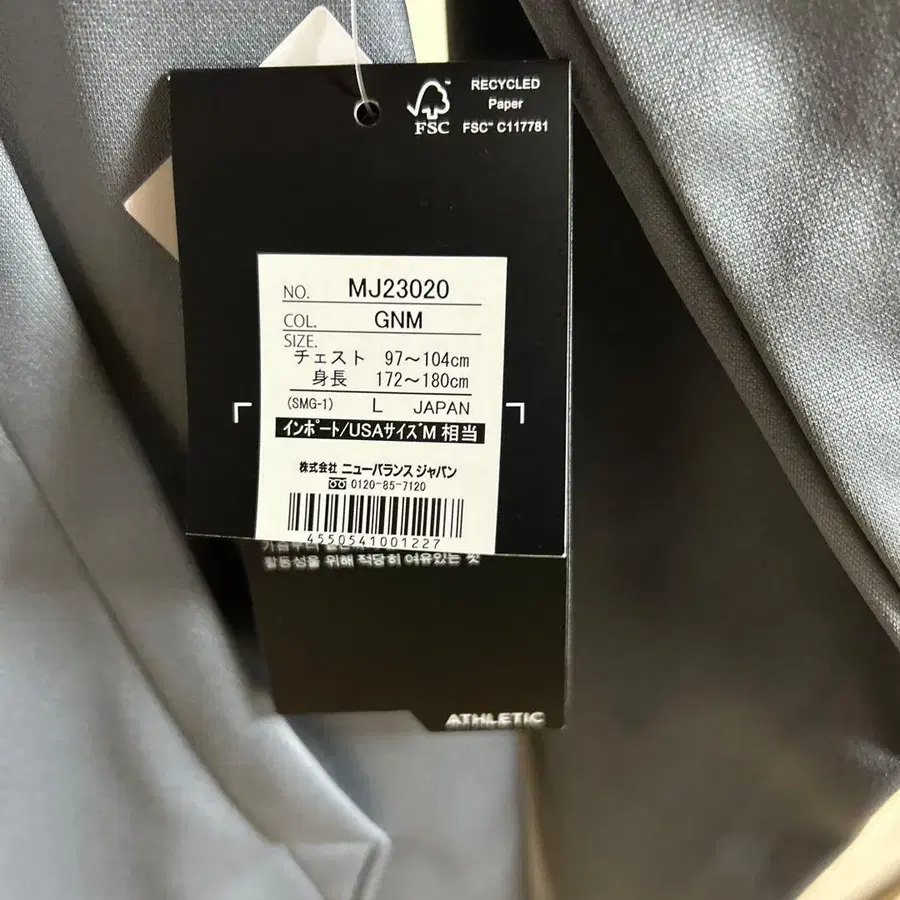 RECYCLED
Paper
FSC™ C117781
FSC
NO. MJ23020
COL. GNM
SIZE.
チェスト 97〜104cm
身長 172〜180cm
(SMG-1) L JAPAN
インポート/USAサイズM 相当
株式会社 ニューバランス ジャパン
0120-85-7120
4550541001227
활동성을 위해 적당히 여유있는 핏
ATHLETIC